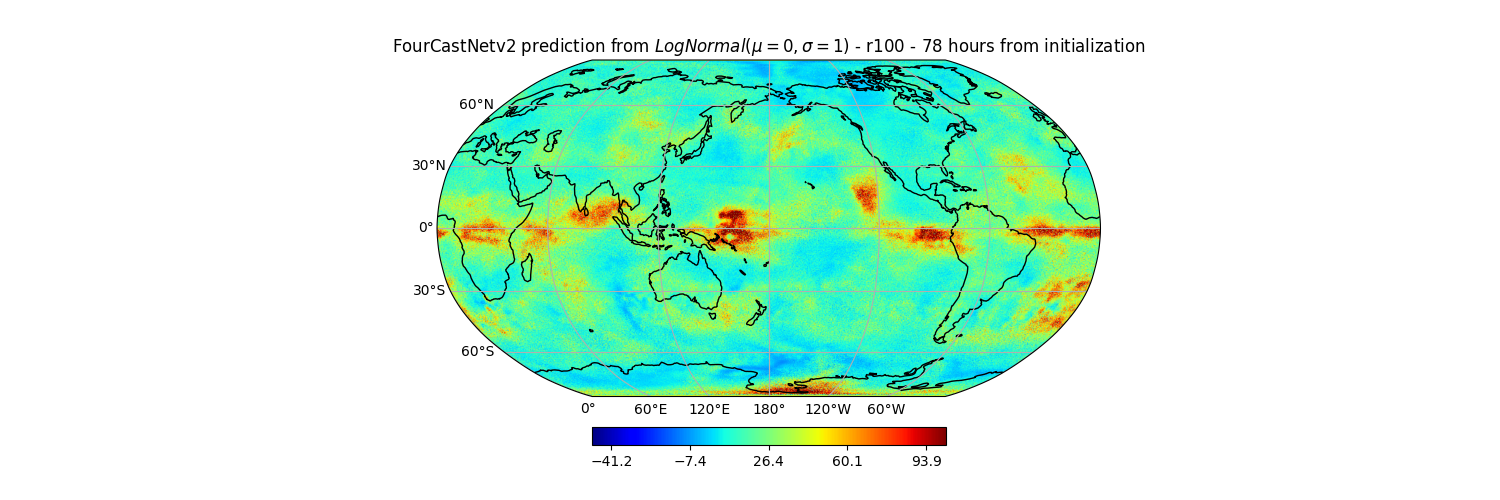 FourCastNetv2 prediction from LogNormal(μ = 0, σ = 1) - r100 - 78 hours from initialization
60°N
30°N
0°
30°S
60°S
0° 60°E 120°E 180° 120°W 60°W
−41.2 −7.4 26.4 60.1 93.9